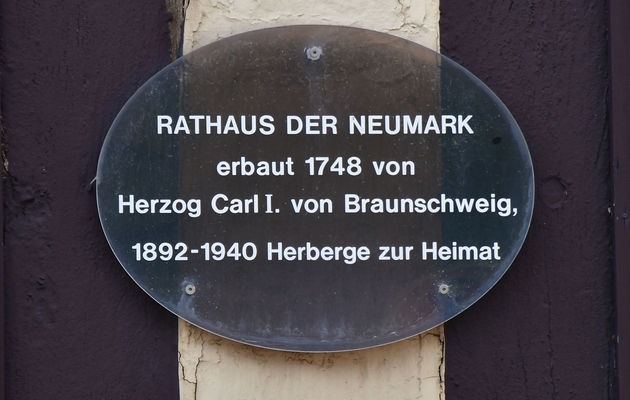 RATHAUS DER NEUMARK
erbaut 1748 von
Herzog Carl I. von Braunschweig,
1892-1940 Herberge zur Heimat